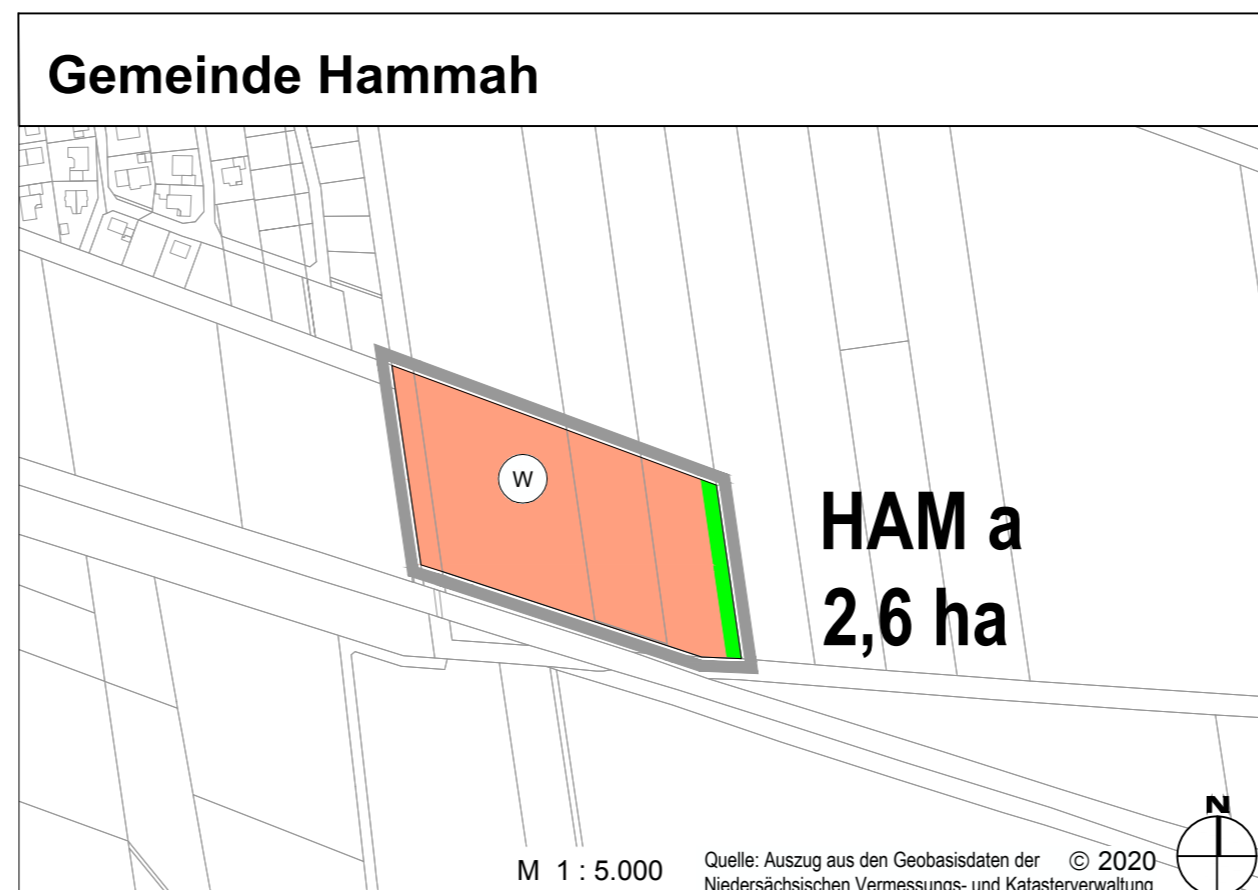 Gemeinde Hammah
W
HAM a
2,6 ha
N
M 1 : 5.000
Quelle: Auszug aus den Geobasisdaten der © 2020
Niedersächsischen Vermessungs- und Katasterverwaltung